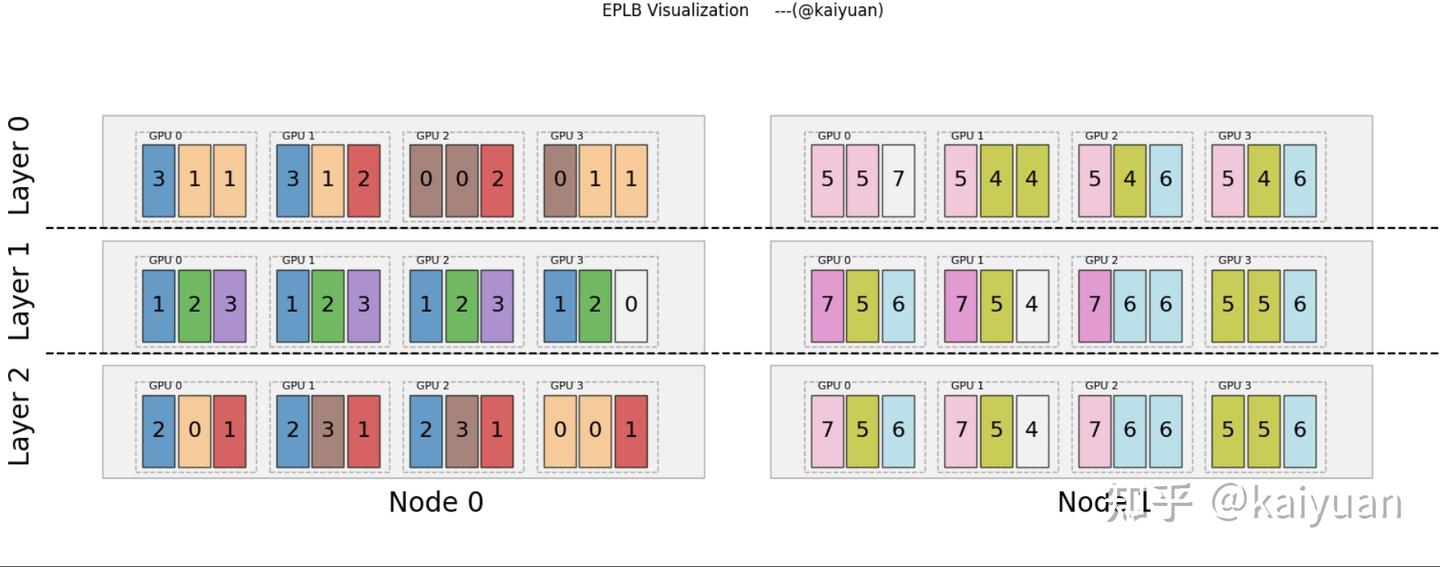 EPLB Visualization ---(@kaiyuan)
Layer 0
GPU 0 GPU 1 GPU 2 GPU 3 GPU 0 GPU 1 GPU 2 GPU 3
3 1 1 3 1 2 0 0 2 0 1 1 5 5 7 5 4 4 5 4 6 5 4 6
Layer 1
GPU 0 GPU 1 GPU 2 GPU 3 GPU 0 GPU 1 GPU 2 GPU 3
1 2 3 1 2 3 1 2 3 1 2 0 7 5 6 7 5 4 7 6 6 5 5 6
Layer 2
GPU 0 GPU 1 GPU 2 GPU 3 GPU 0 GPU 1 GPU 2 GPU 3
2 0 1 2 3 1 2 3 1 0 0 1 7 5 6 7 5 4 7 6 6 5 5 6
Node 0 Node 1
知乎 @kaiyuan